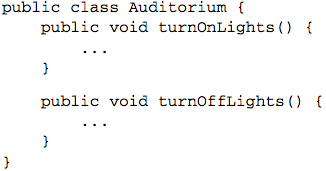 public class Auditorium {
    public void turnOnLights() {
        ...
    }
    public void turnOffLights() {
        ...
    }
}